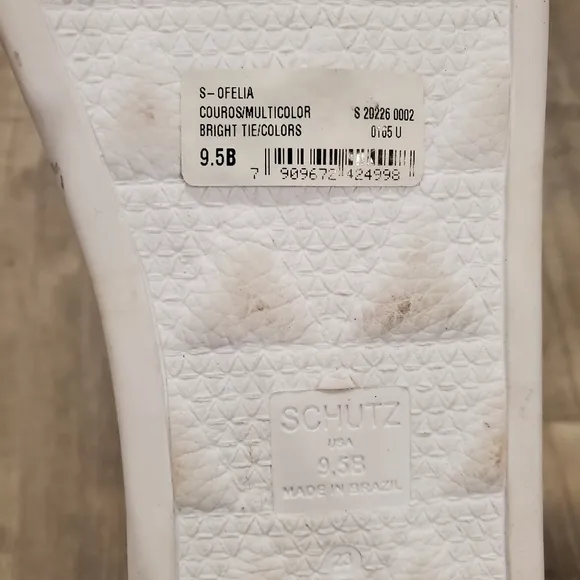 S- OFELIA
COUROS/MULTICOLOR S 20226 0002
BRIGHT TIE/COLORS 0165 U
9.5B
7 909672 424998
SCHUTZ
USA
9,5B
MADE IN BRAZIL